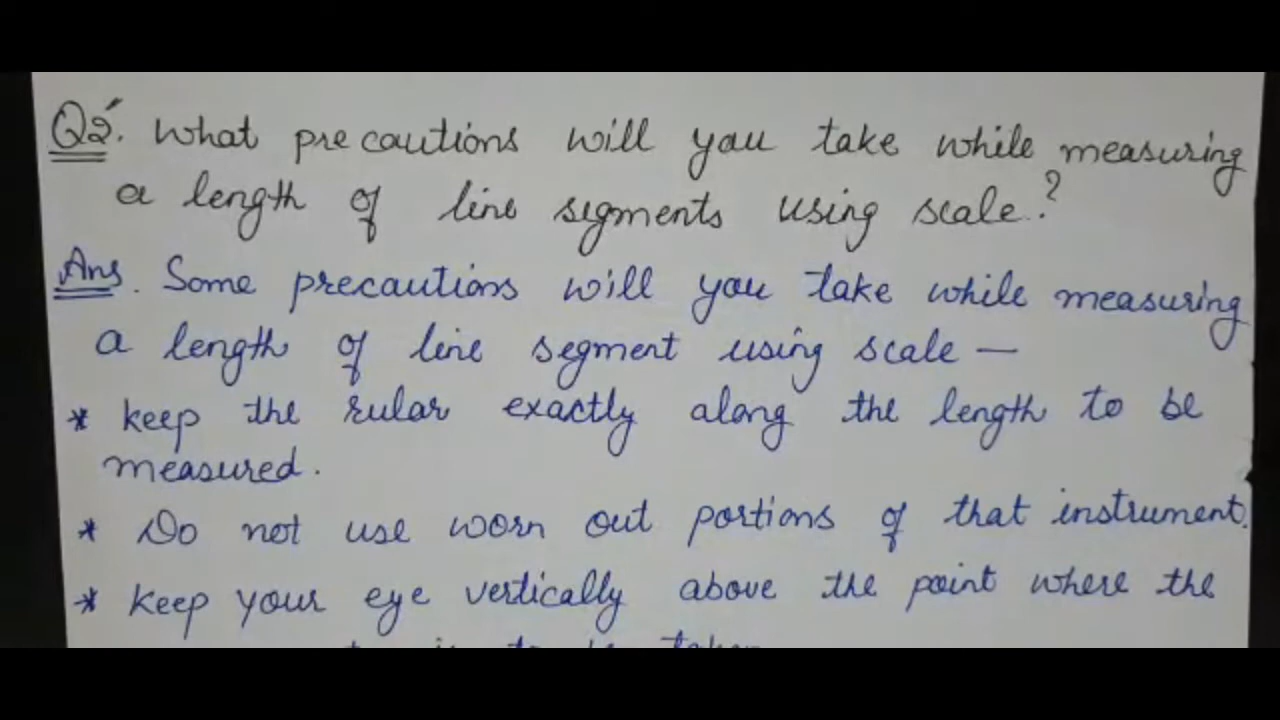 Q2. What precautions will you take while measuring
a length of line segments using scale.?
Ans. Some precautions will you take while measuring
a length of line segment using scale —
* keep the rular exactly along the length to be
measured.
* Do not use worn out portions of that instrument.
* Keep your eye vertically above the point where the